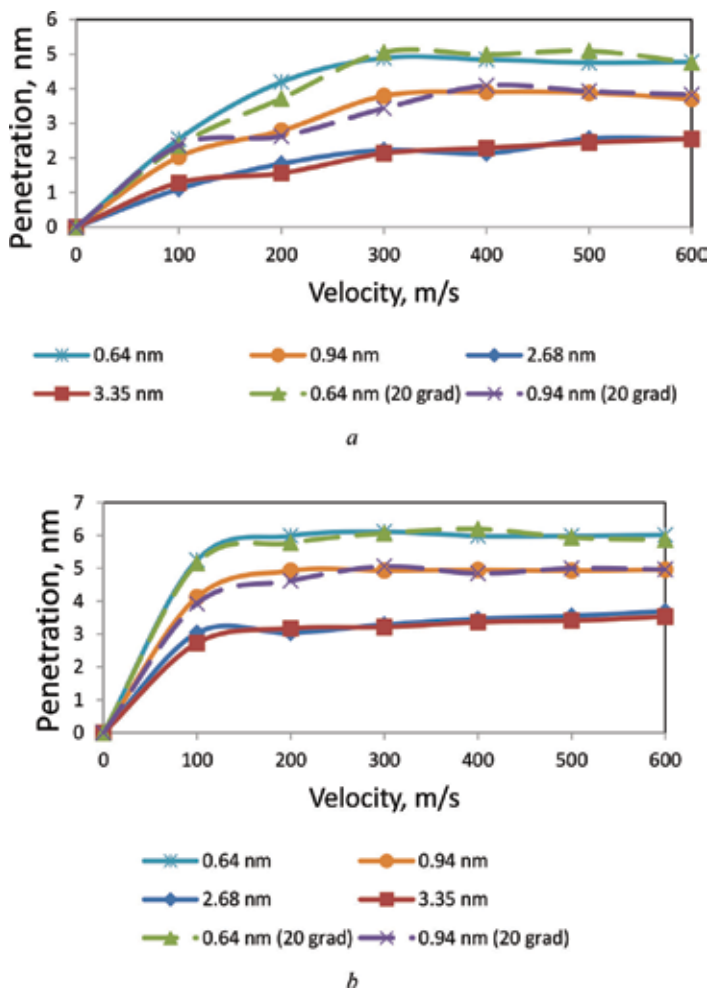 Penetration, nm
6
5
4
3
2
1
0
0 100 200 300 400 500 600
Velocity, m/s
0.64 nm 0.94 nm 2.68 nm
3.35 nm 0.64 nm (20 grad) 0.94 nm (20 grad)
a
Penetration, nm
7
6
5
4
3
2
1
0
0 100 200 300 400 500 600
Velocity, m/s
0.64 nm 0.94 nm
2.68 nm 3.35 nm
0.64 nm (20 grad) 0.94 nm (20 grad)
b